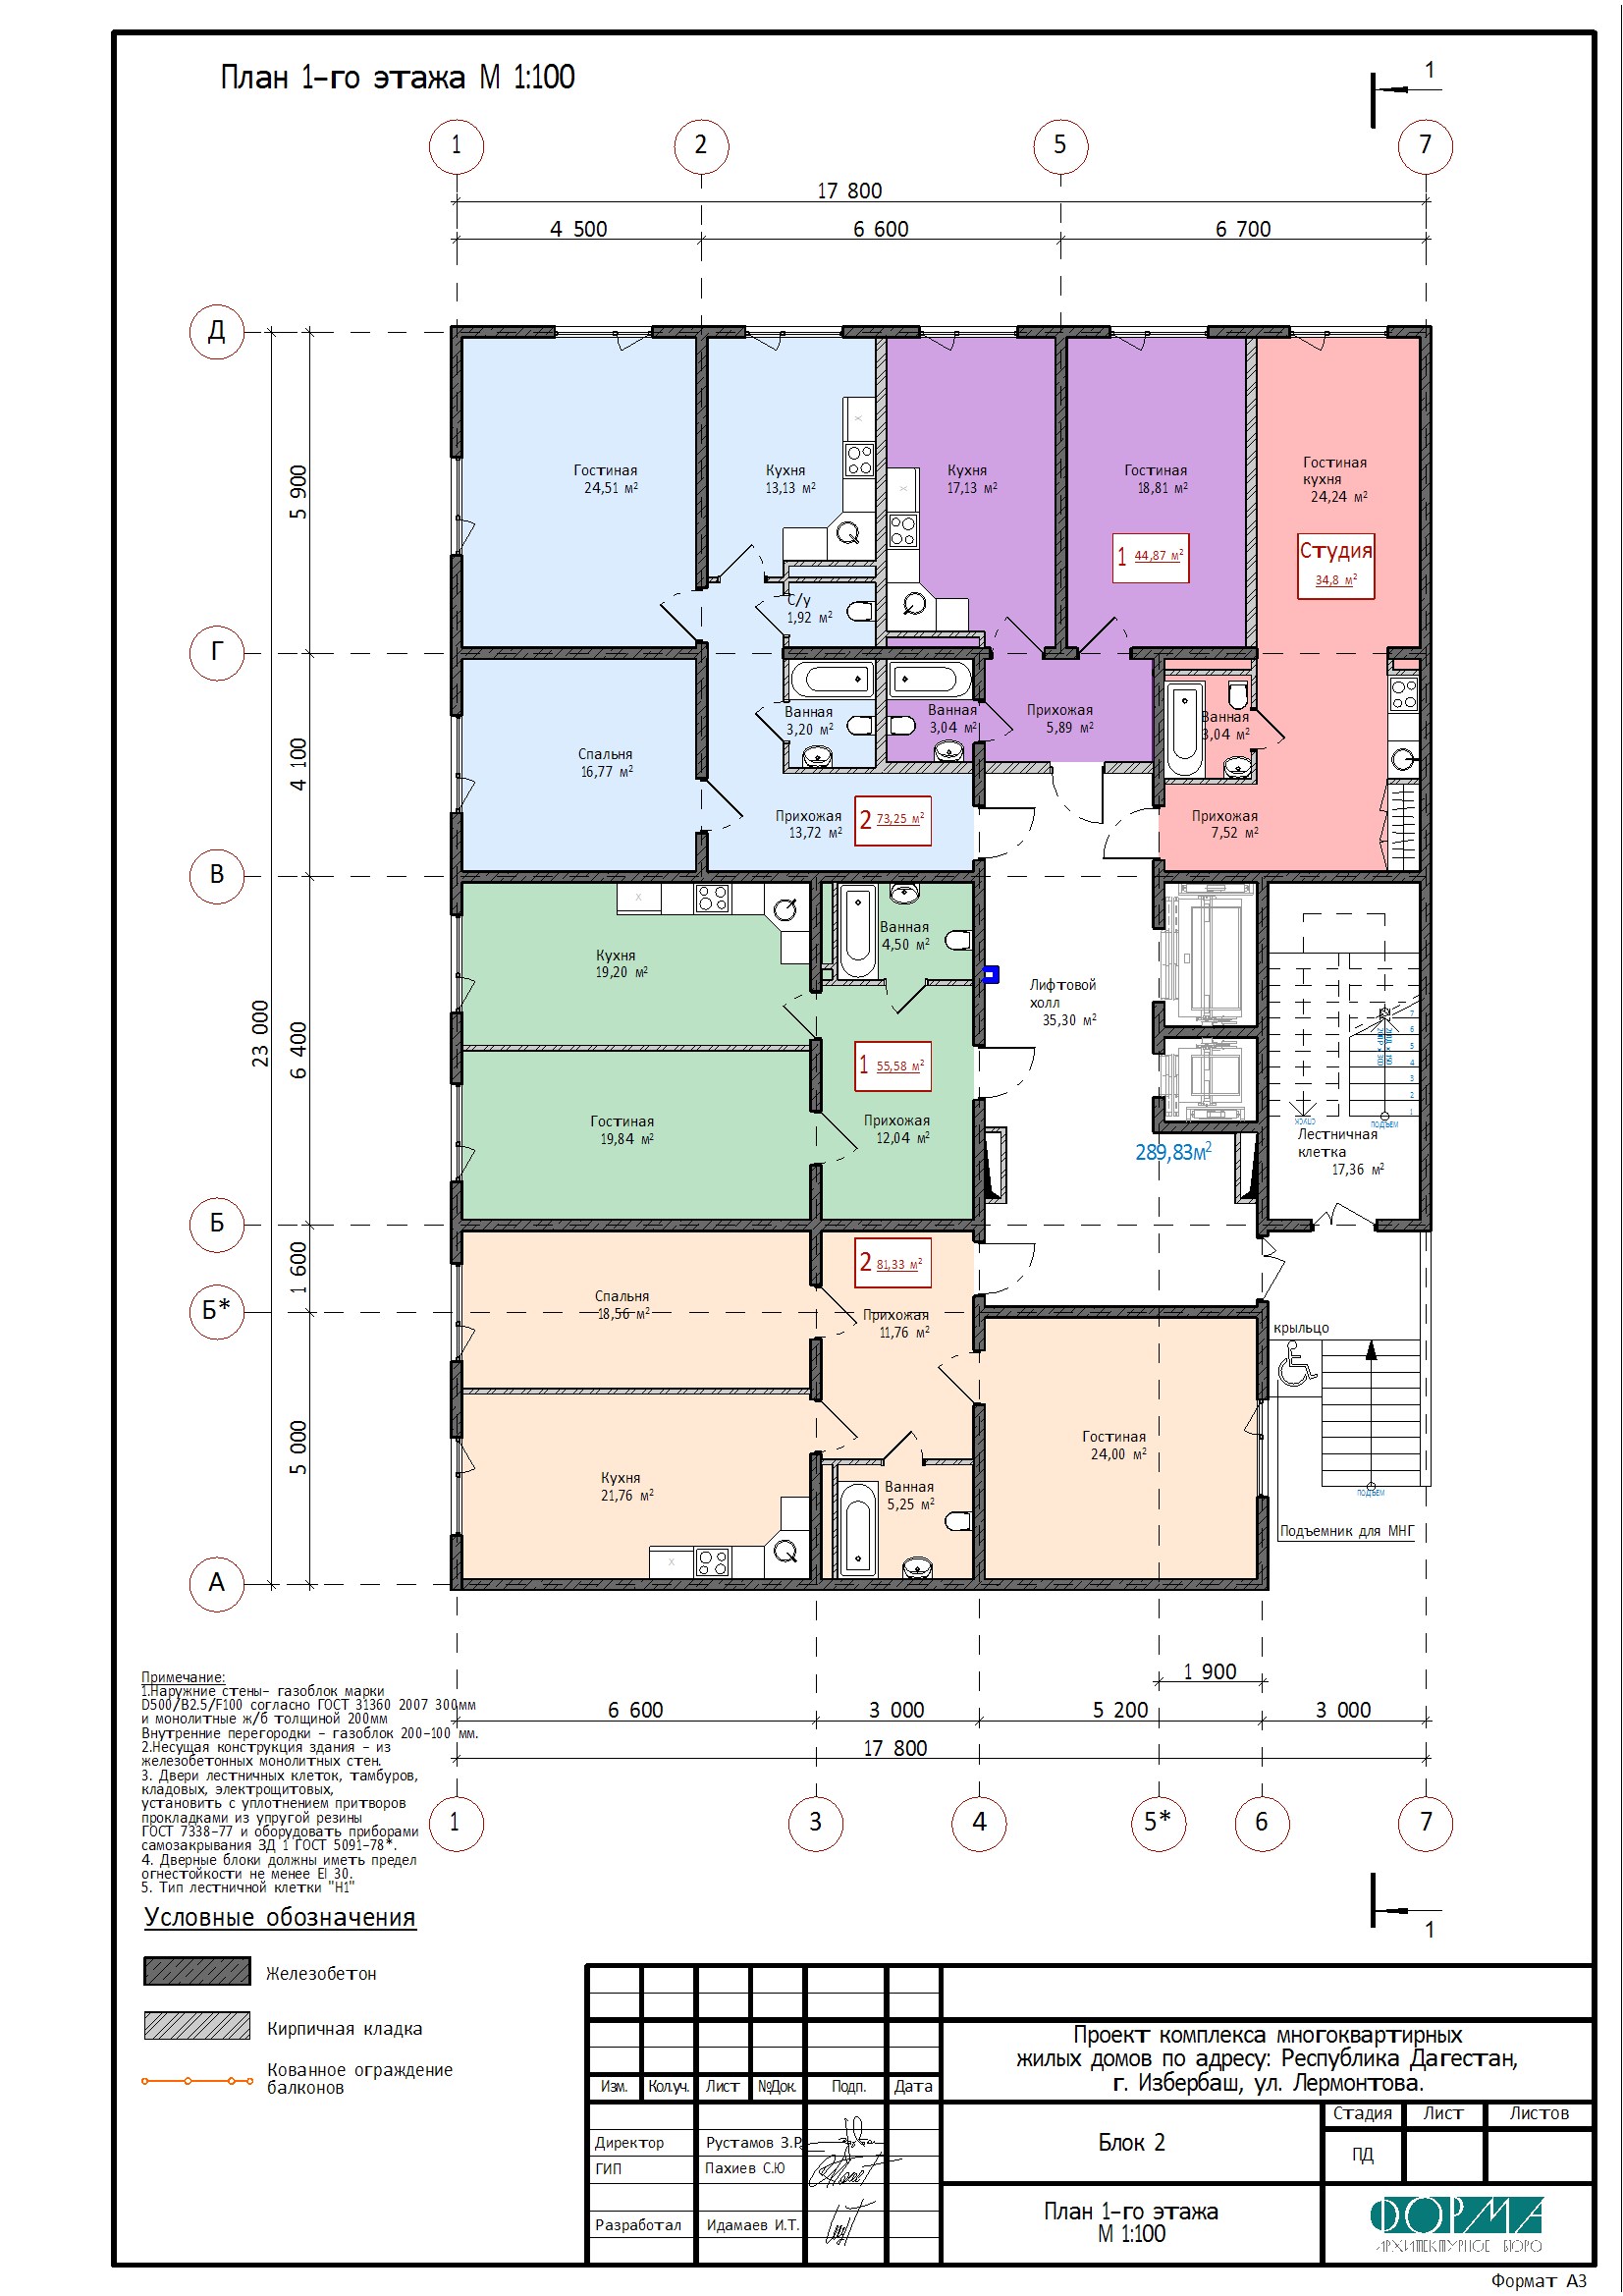 План 1-го этажа М 1:100
1
1
2
5
7
17 800
4 500
6 600
6 700
Д
Г
В
Б
Б*
А
5 900
4 100
6 400
1 600
5 000
23 000
Гостиная
24,51 м²
Кухня
13,13 м²
Кухня
17,13 м²
Гостиная
18,81 м²
Гостиная
кухня
24,24 м²
1 44,87 м²
Студия
34,8 м²
С/у
1,92 м²
Ванная
3,20 м²
Ванная
3,04 м²
Прихожая
5,89 м²
Ванная
3,04 м²
Спальня
16,77 м²
Прихожая
13,72 м²
2 73,25 м²
Прихожая
7,52 м²
Кухня
19,20 м²
Ванная
4,50 м²
Лифтовой
холл
35,30 м²
1 55,58 м²
Гостиная
19,84 м²
Прихожая
12,04 м²
289,83м²
7
6
5
4
3
2
1
спуск
подъем
Лестничная
клетка
17,36 м²
2 81,33 м²
Спальня
18,56 м²
Прихожая
11,76 м²
крыльцо
Гостиная
24,00 м²
Кухня
21,76 м²
Ванная
5,25 м²
подъем
Подъемник для МНГ
1 900
6 600
3 000
5 200
3 000
17 800
1
3
4
5*
6
7
1
Примечание:
1.Наружние стены- газоблок марки
D500/B2.5/F100 согласно ГОСТ 31360 2007 300мм
и монолитные ж/б толщиной 200мм
Внутренние перегородки - газоблок 200-100 мм.
2.Несущая конструкция здания - из
железобетонных монолитных стен.
3. Двери лестничных клеток, тамбуров,
кладовых, электрощитовых,
установить с уплотнением притворов
прокладками из упругой резины
ГОСТ 7338-77 и оборудовать приборами
самозакрывания ЗД 1 ГОСТ 5091-78*.
4. Дверные блоки должны иметь предел
огнестойкости не менее EI 30.
5. Тип лестничной клетки "Н1"
Условные обозначения
Железобетон
Кирпичная кладка
Кованное ограждение
балконов
Изм. Кол.уч. Лист №Док. Подп. Дата
Директор Рустамов З.Р.
ГИП Пахиев С.Ю
Разработал Идамаев И.Т.
Проект комплекса многоквартирных
жилых домов по адресу: Республика Дагестан,
г. Избербаш, ул. Лермонтова.
Блок 2
Стадия Лист Листов
ПД
План 1-го этажа
М 1:100
ФОРМА
АРХИТЕКТУРНОЕ БЮРО
Формат А3